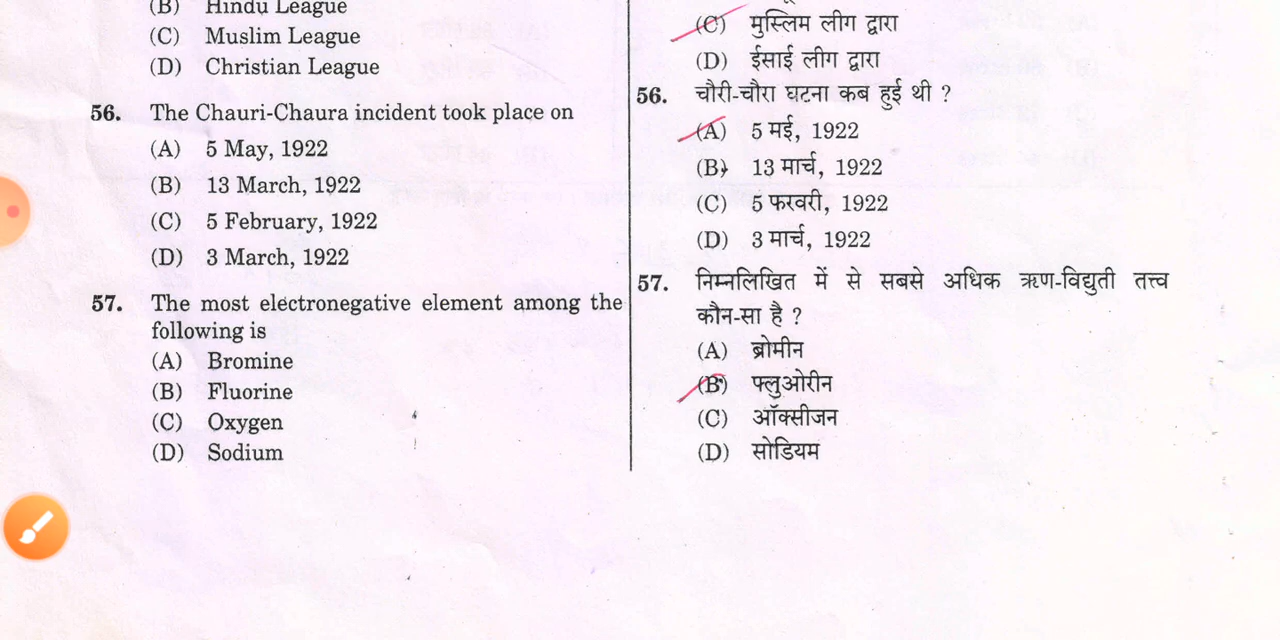 (B) Hindu League
(C) Muslim League
(D) Christian League
56. The Chauri-Chaura incident took place on
(A) 5 May, 1922
(B) 13 March, 1922
(C) 5 February, 1922
(D) 3 March, 1922
57. The most electronegative element among the
following is
(A) Bromine
(B) Fluorine
(C) Oxygen
(D) Sodium
(C) मुस्लिम लीग द्वारा
(D) ईसाई लीग द्वारा
56. चौरी-चौरा घटना कब हुई थी ?
(A) 5 मई, 1922
(B) 13 मार्च, 1922
(C) 5 फरवरी, 1922
(D) 3 मार्च, 1922
57. निम्नलिखित में से सबसे अधिक ऋण-विद्युती तत्त्व
कौन-सा है ?
(A) ब्रोमीन
(B) फ्लुओरीन
(C) ऑक्सीजन
(D) सोडियम